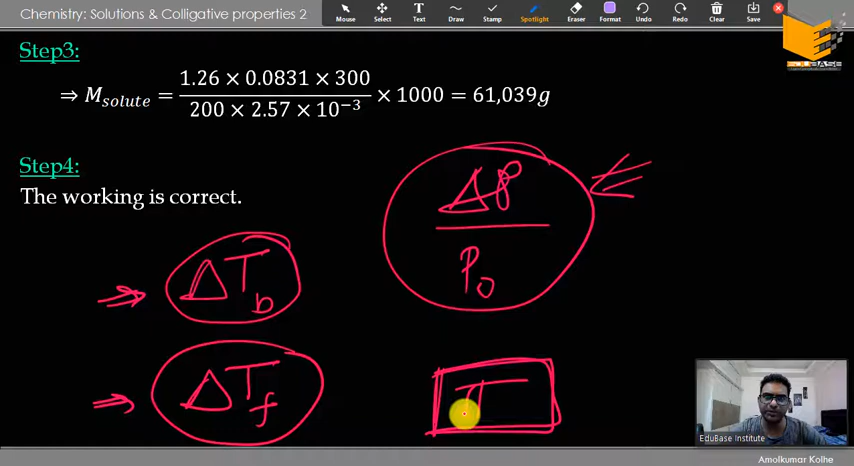 Chemistry: Solutions & Colligative properties 2
Mouse Select Text Draw Stamp Spotlight Eraser Format Undo Redo Clear Save
EDUBASE
Step3:
⇒ M_solute = (1.26 × 0.0831 × 300) / (200 × 2.57 × 10⁻³) × 1000 = 61,039g
Step4:
The working is correct.
ΔP / P₀
ΔT_b
ΔT_f
π
EduBase Institute
Amolkumar Kolhe